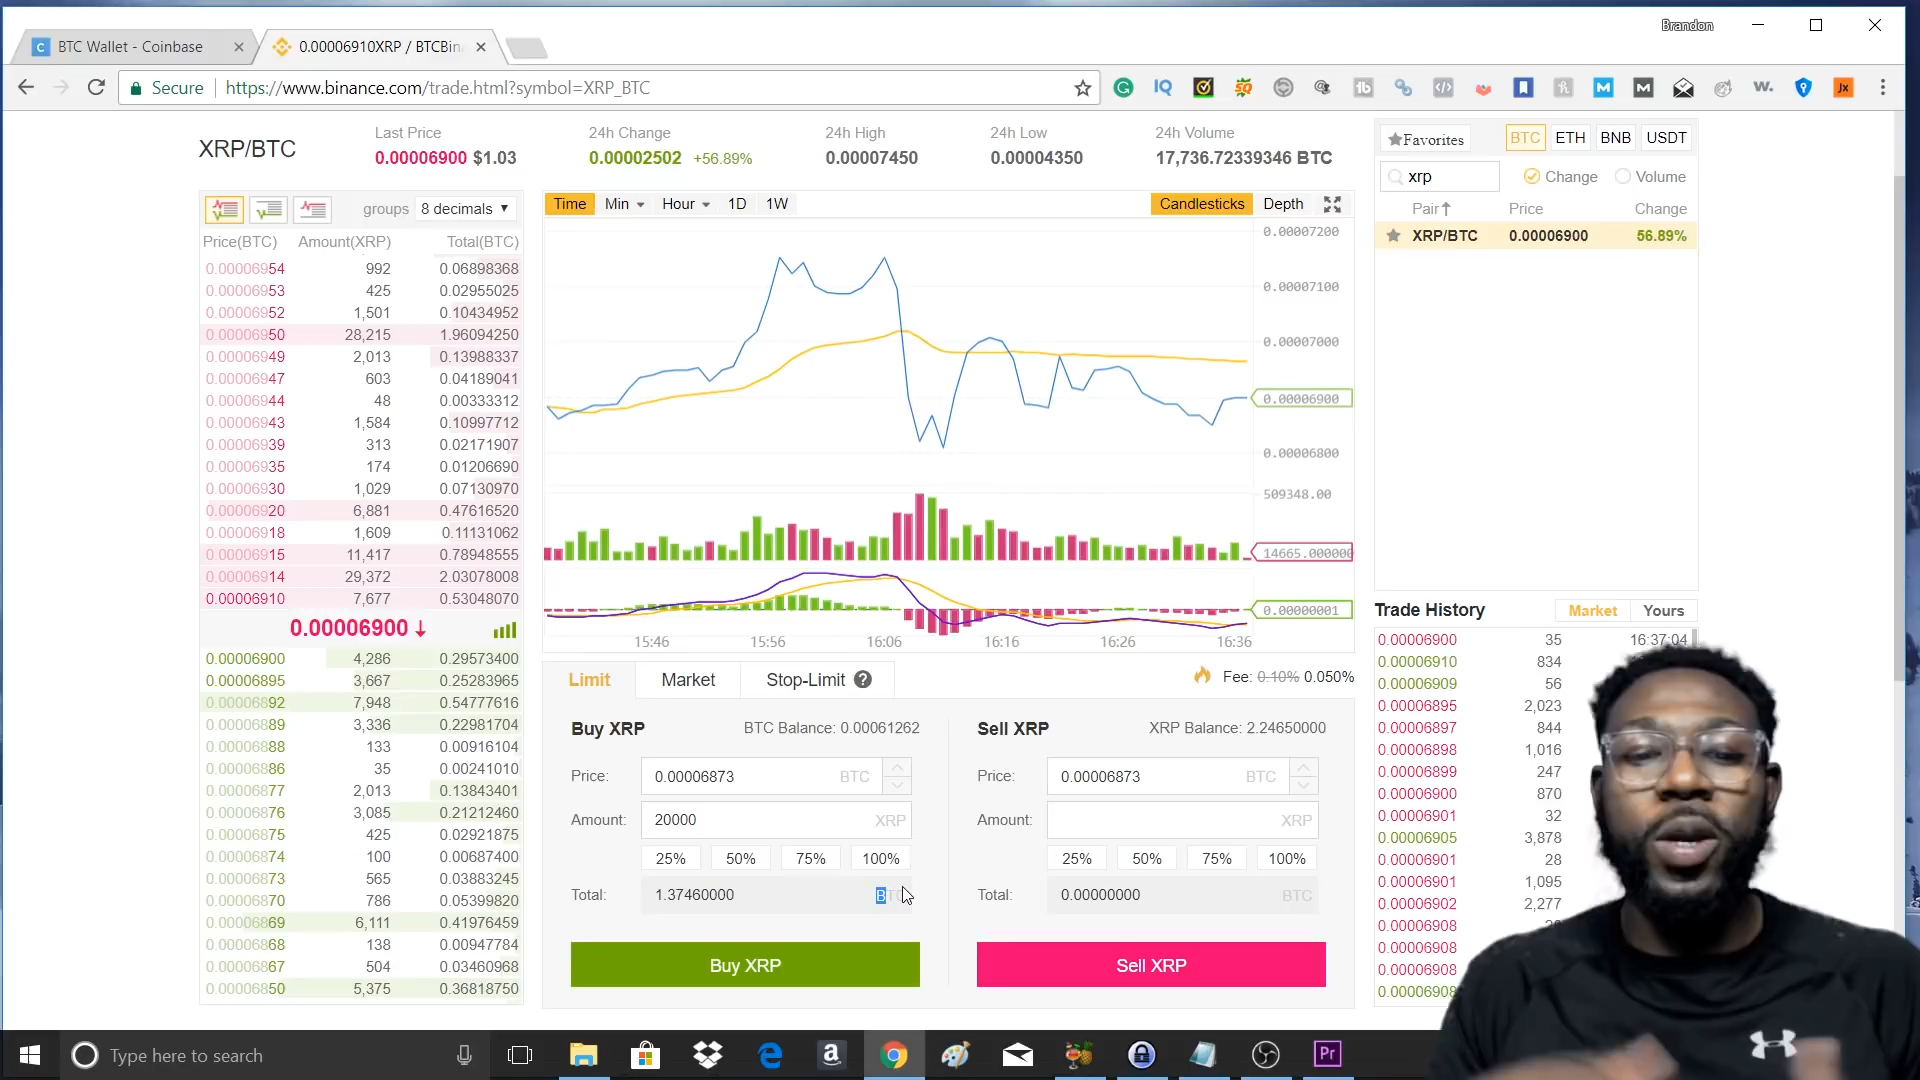 Brandon
BTC Wallet - Coinbase
0.00006910XRP / BTCBin
Secure
https://www.binance.com/trade.html?symbol=XRP_BTC
XRP/BTC
Last Price
0.00006900 $1.03
24h Change
0.00002502 +56.89%
24h High
0.00007450
24h Low
0.00004350
24h Volume
17,736.72339346 BTC
groups 8 decimals
Price(BTC) Amount(XRP) Total(BTC)
0.00006954 992 0.06898368
0.00006953 425 0.02955025
0.00006952 1,501 0.10434952
0.00006950 28,215 1.96094250
0.00006949 2,013 0.13988337
0.00006947 603 0.04189041
0.00006944 48 0.00333312
0.00006943 1,584 0.10997712
0.00006939 313 0.02171907
0.00006935 174 0.01206690
0.00006930 1,029 0.07130970
0.00006920 6,881 0.47616520
0.00006918 1,609 0.11131062
0.00006915 11,417 0.78948555
0.00006914 29,372 2.03078008
0.00006910 7,677 0.53048070
0.00006900
0.00006900 4,286 0.29573400
0.00006895 3,667 0.25283965
0.00006892 7,948 0.54777616
0.00006889 3,336 0.22981704
0.00006888 133 0.00916104
0.00006886 35 0.00241010
0.00006877 2,013 0.13843401
0.00006876 3,085 0.21212460
0.00006875 425 0.02921875
0.00006874 100 0.00687400
0.00006873 565 0.03883245
0.00006870 786 0.05399820
0.00006869 6,111 0.41976459
0.00006868 138 0.00947784
0.00006867 504 0.03460968
0.00006850 5,375 0.36818750
Time Min Hour 1D 1W
Candlesticks Depth
0.00007200
0.00007100
0.00007000
0.00006900
0.00006800
509348.00
14665.000000
0.00000001
15:46 15:56 16:06 16:16 16:26 16:36
Limit Market Stop-Limit ?
Fee: 0.10% 0.050%
Buy XRP BTC Balance: 0.00061262
Price: 0.00006873 BTC
Amount: 20000 XRP
25% 50% 75% 100%
Total: 1.37460000 BTC
Buy XRP
Sell XRP XRP Balance: 2.24650000
Price: 0.00006873 BTC
Amount: XRP
25% 50% 75% 100%
Total: 0.00000000 BTC
Sell XRP
Favorites BTC ETH BNB USDT
xrp Change Volume
Pair Price Change
XRP/BTC 0.00006900 56.89%
Trade History Market Yours
0.00006900 35 16:37:04
0.00006910 834
0.00006909 56
0.00006895 2,023
0.00006897 844
0.00006898 1,016
0.00006899 247
0.00006900 870
0.00006901 32
0.00006905 3,878
0.00006901 28
0.00006901 1,095
0.00006902 2,277
0.00006908
0.00006908
0.00006908
0.00006908
Type here to search
Pr